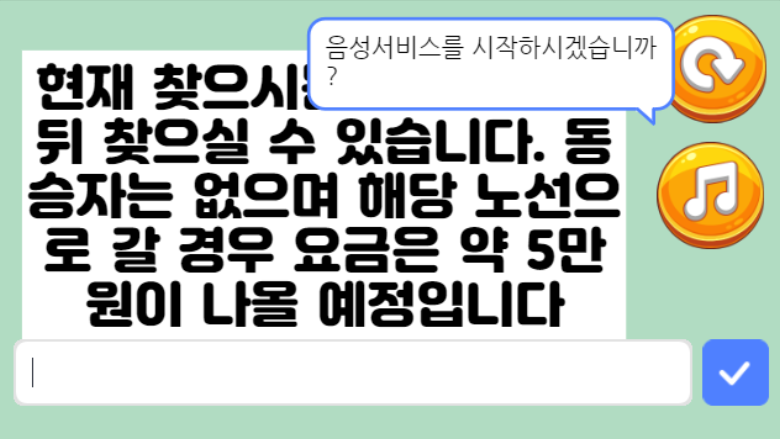 음성서비스를 시작하시겠습니까
?
현재 찾으시
뒤 찾으실 수 있습니다. 동
승자는 없으며 해당 노선으
로 갈 경우 요금은 약 5만
원이 나올 예정입니다